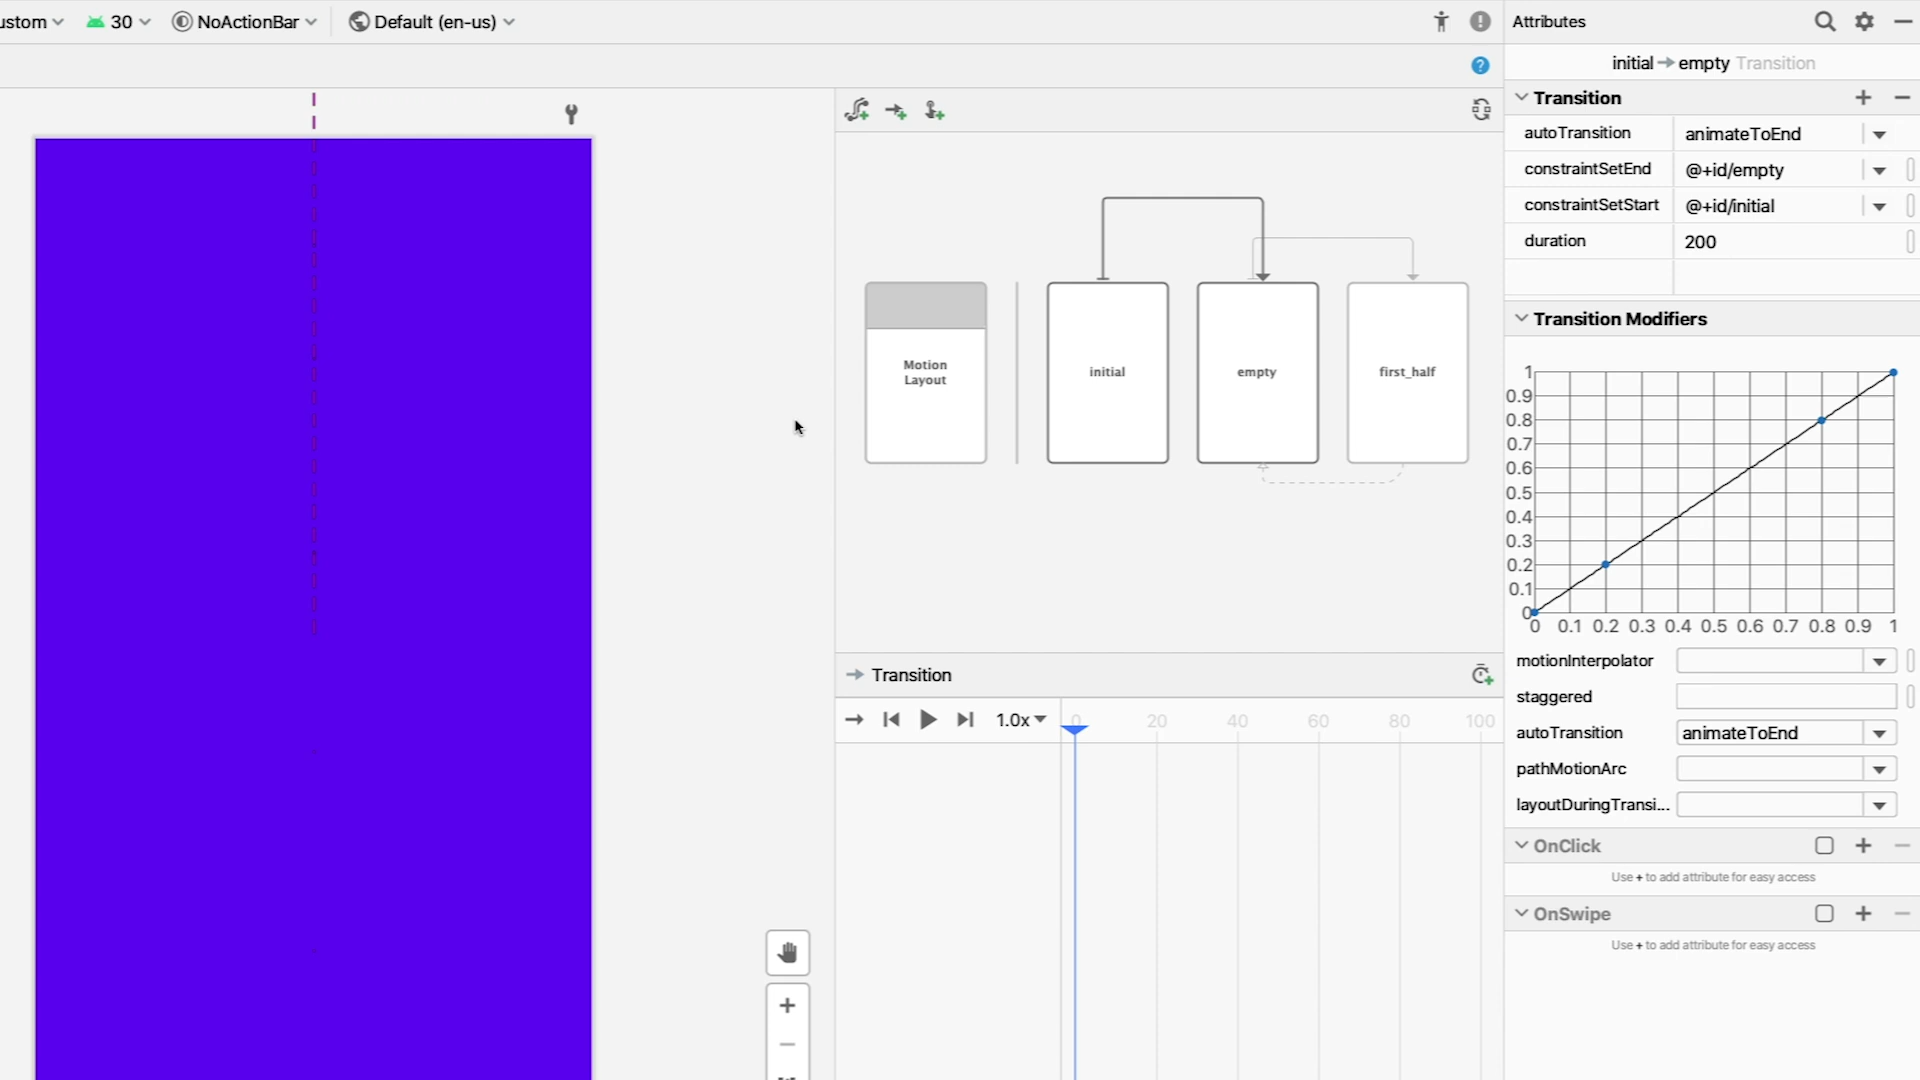 ustom 30 NoActionBar Default (en-us)
?
Motion
Layout
initial
empty
first_half
Transition
1.0x 0 20 40 60 80 100
Attributes
initial → empty Transition
Transition
autoTransition animateToEnd
constraintSetEnd @+id/empty
constraintSetStart @+id/initial
duration 200
Transition Modifiers
1
0.9
0.8
0.7
0.6
0.5
0.4
0.3
0.2
0.1
0
0 0.1 0.2 0.3 0.4 0.5 0.6 0.7 0.8 0.9 1
motionInterpolator
staggered
autoTransition animateToEnd
pathMotionArc
layoutDuringTransi...
OnClick
Use + to add attribute for easy access
OnSwipe
Use + to add attribute for easy access